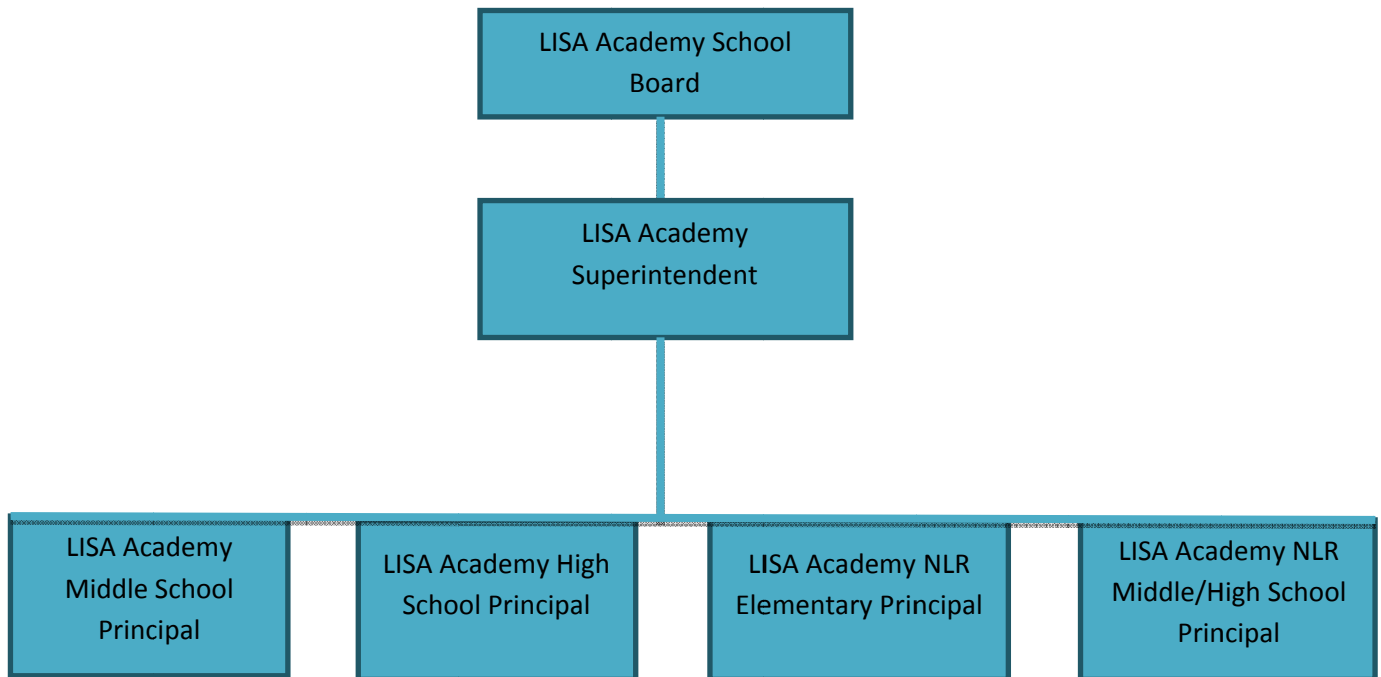 LISA Academy School
Board
LISA Academy
Superintendent
LISA Academy
Middle School
Principal
LISA Academy High
School Principal
LISA Academy NLR
Elementary Principal
LISA Academy NLR
Middle/High School
Principal